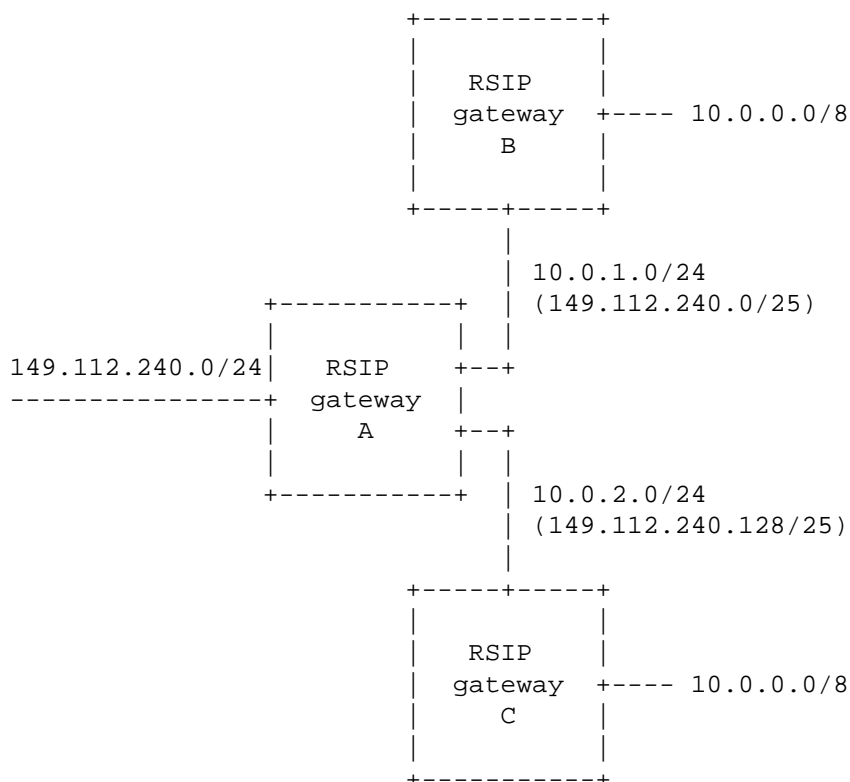 RSIP
gateway
B
10.0.0.0/8
10.0.1.0/24
(149.112.240.0/25)
149.112.240.0/24
RSIP
gateway
A
10.0.2.0/24
(149.112.240.128/25)
RSIP
gateway
C
10.0.0.0/8